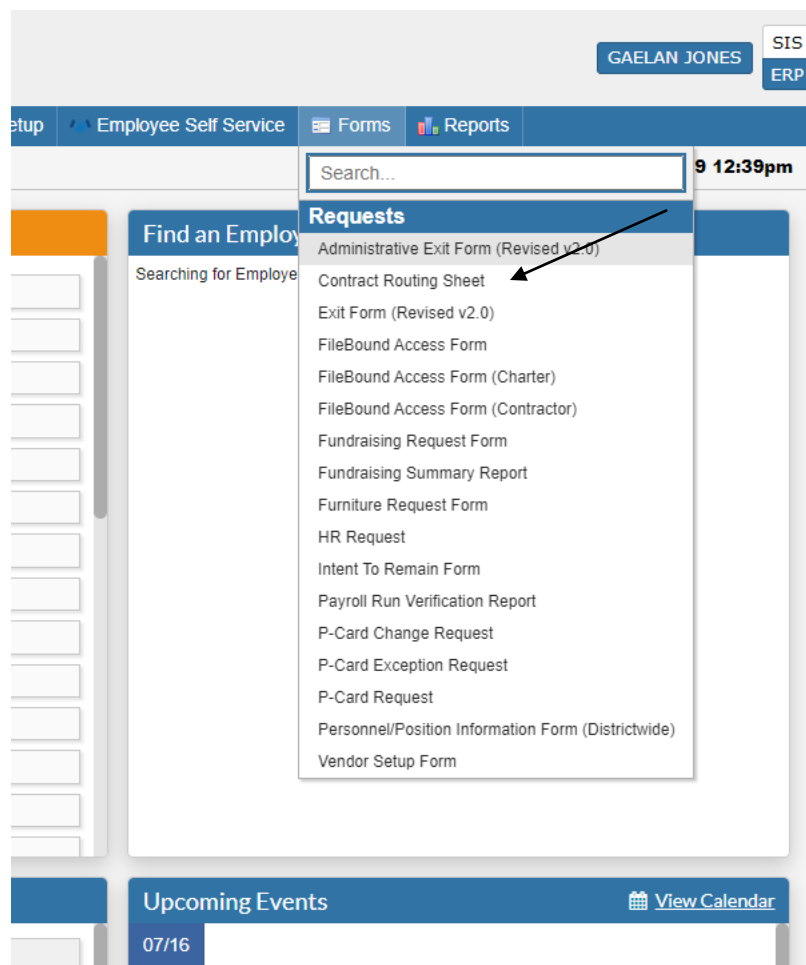 GAELAN JONES
SIS
ERP
etup Employee Self Service Forms Reports
Search...
9 12:39pm
Requests
Find an Employ
Administrative Exit Form (Revised v2.0)
Searching for Employe
Contract Routing Sheet
Exit Form (Revised v2.0)
FileBound Access Form
FileBound Access Form (Charter)
FileBound Access Form (Contractor)
Fundraising Request Form
Fundraising Summary Report
Furniture Request Form
HR Request
Intent To Remain Form
Payroll Run Verification Report
P-Card Change Request
P-Card Exception Request
P-Card Request
Personnel/Position Information Form (Districtwide)
Vendor Setup Form
Upcoming Events View Calendar
07/16